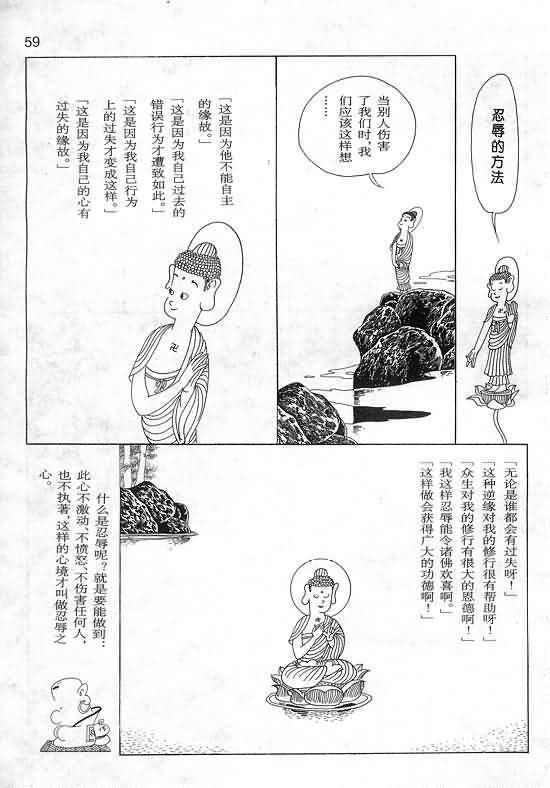 59
忍辱的方法
当别人伤害
了我们时,我
们应该这样想
……
「这是因为他不能自主
的缘故。」
「这是因为我自己过去的
错误行为才遭致如此。」
「这是因为我自己行为
上的过失才变成这样。」
「这是因为我自己的心有
过失的缘故。」
「无论是谁都会有过失呀!」
「这种逆缘对我的修行很有帮助呀!」
「众生对我的修行有很大的恩德啊!」
「我这样忍辱能令诸佛欢喜啊。」
「这样做会获得广大的功德啊!」
什么是忍辱呢?就是要能做到…
此心不激动、不愤怒、不伤害任何人,
也不执著,这样的心境才叫做忍辱之
心。